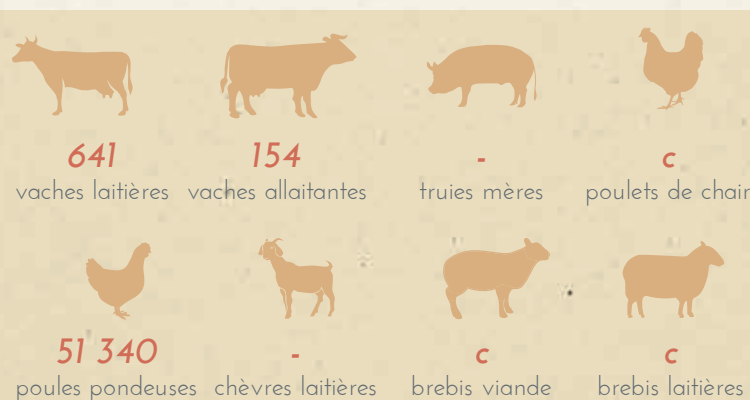 641 154 - c
vaches laitières vaches allaitantes truies mères poulets de chair
51 340 - c c
poules pondeuses chèvres laitières brebis viande brebis laitières